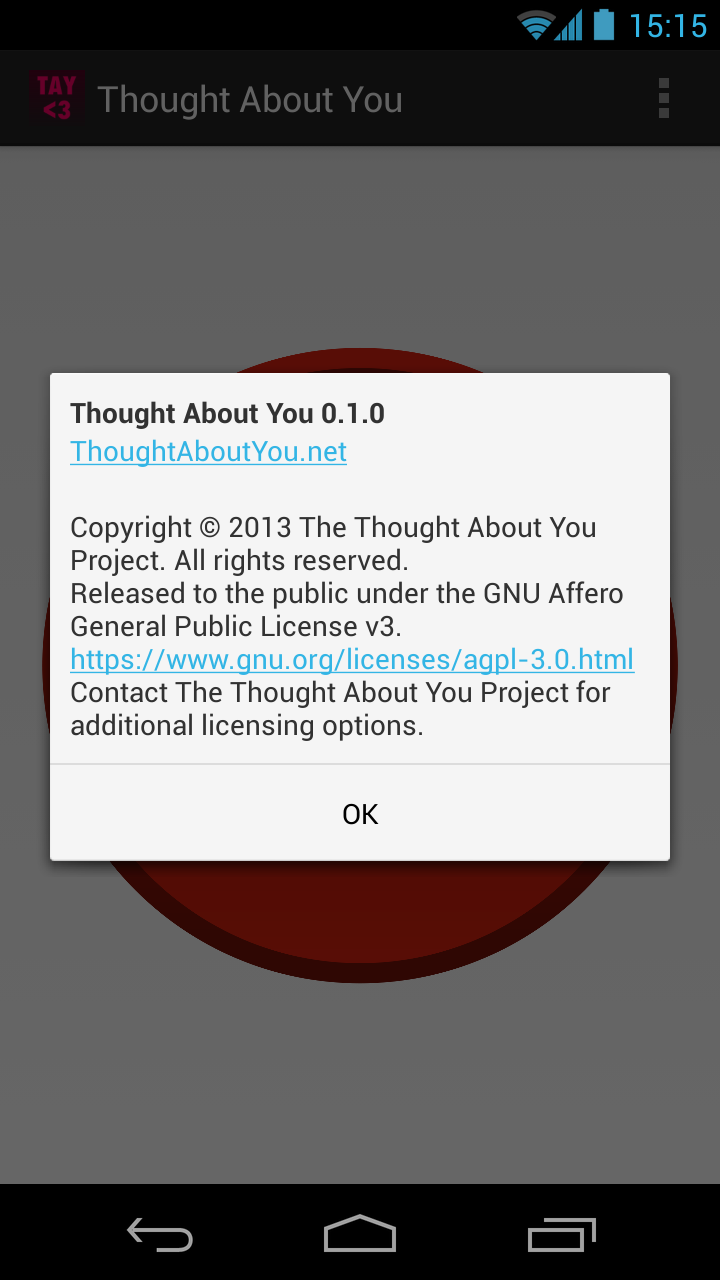 15:15
TAY
<3
Thought About You
Thought About You 0.1.0
ThoughtAboutYou.net
Copyright © 2013 The Thought About You
Project. All rights reserved.
Released to the public under the GNU Affero
General Public License v3.
https://www.gnu.org/licenses/agpl-3.0.html
Contact The Thought About You Project for
additional licensing options.
OK